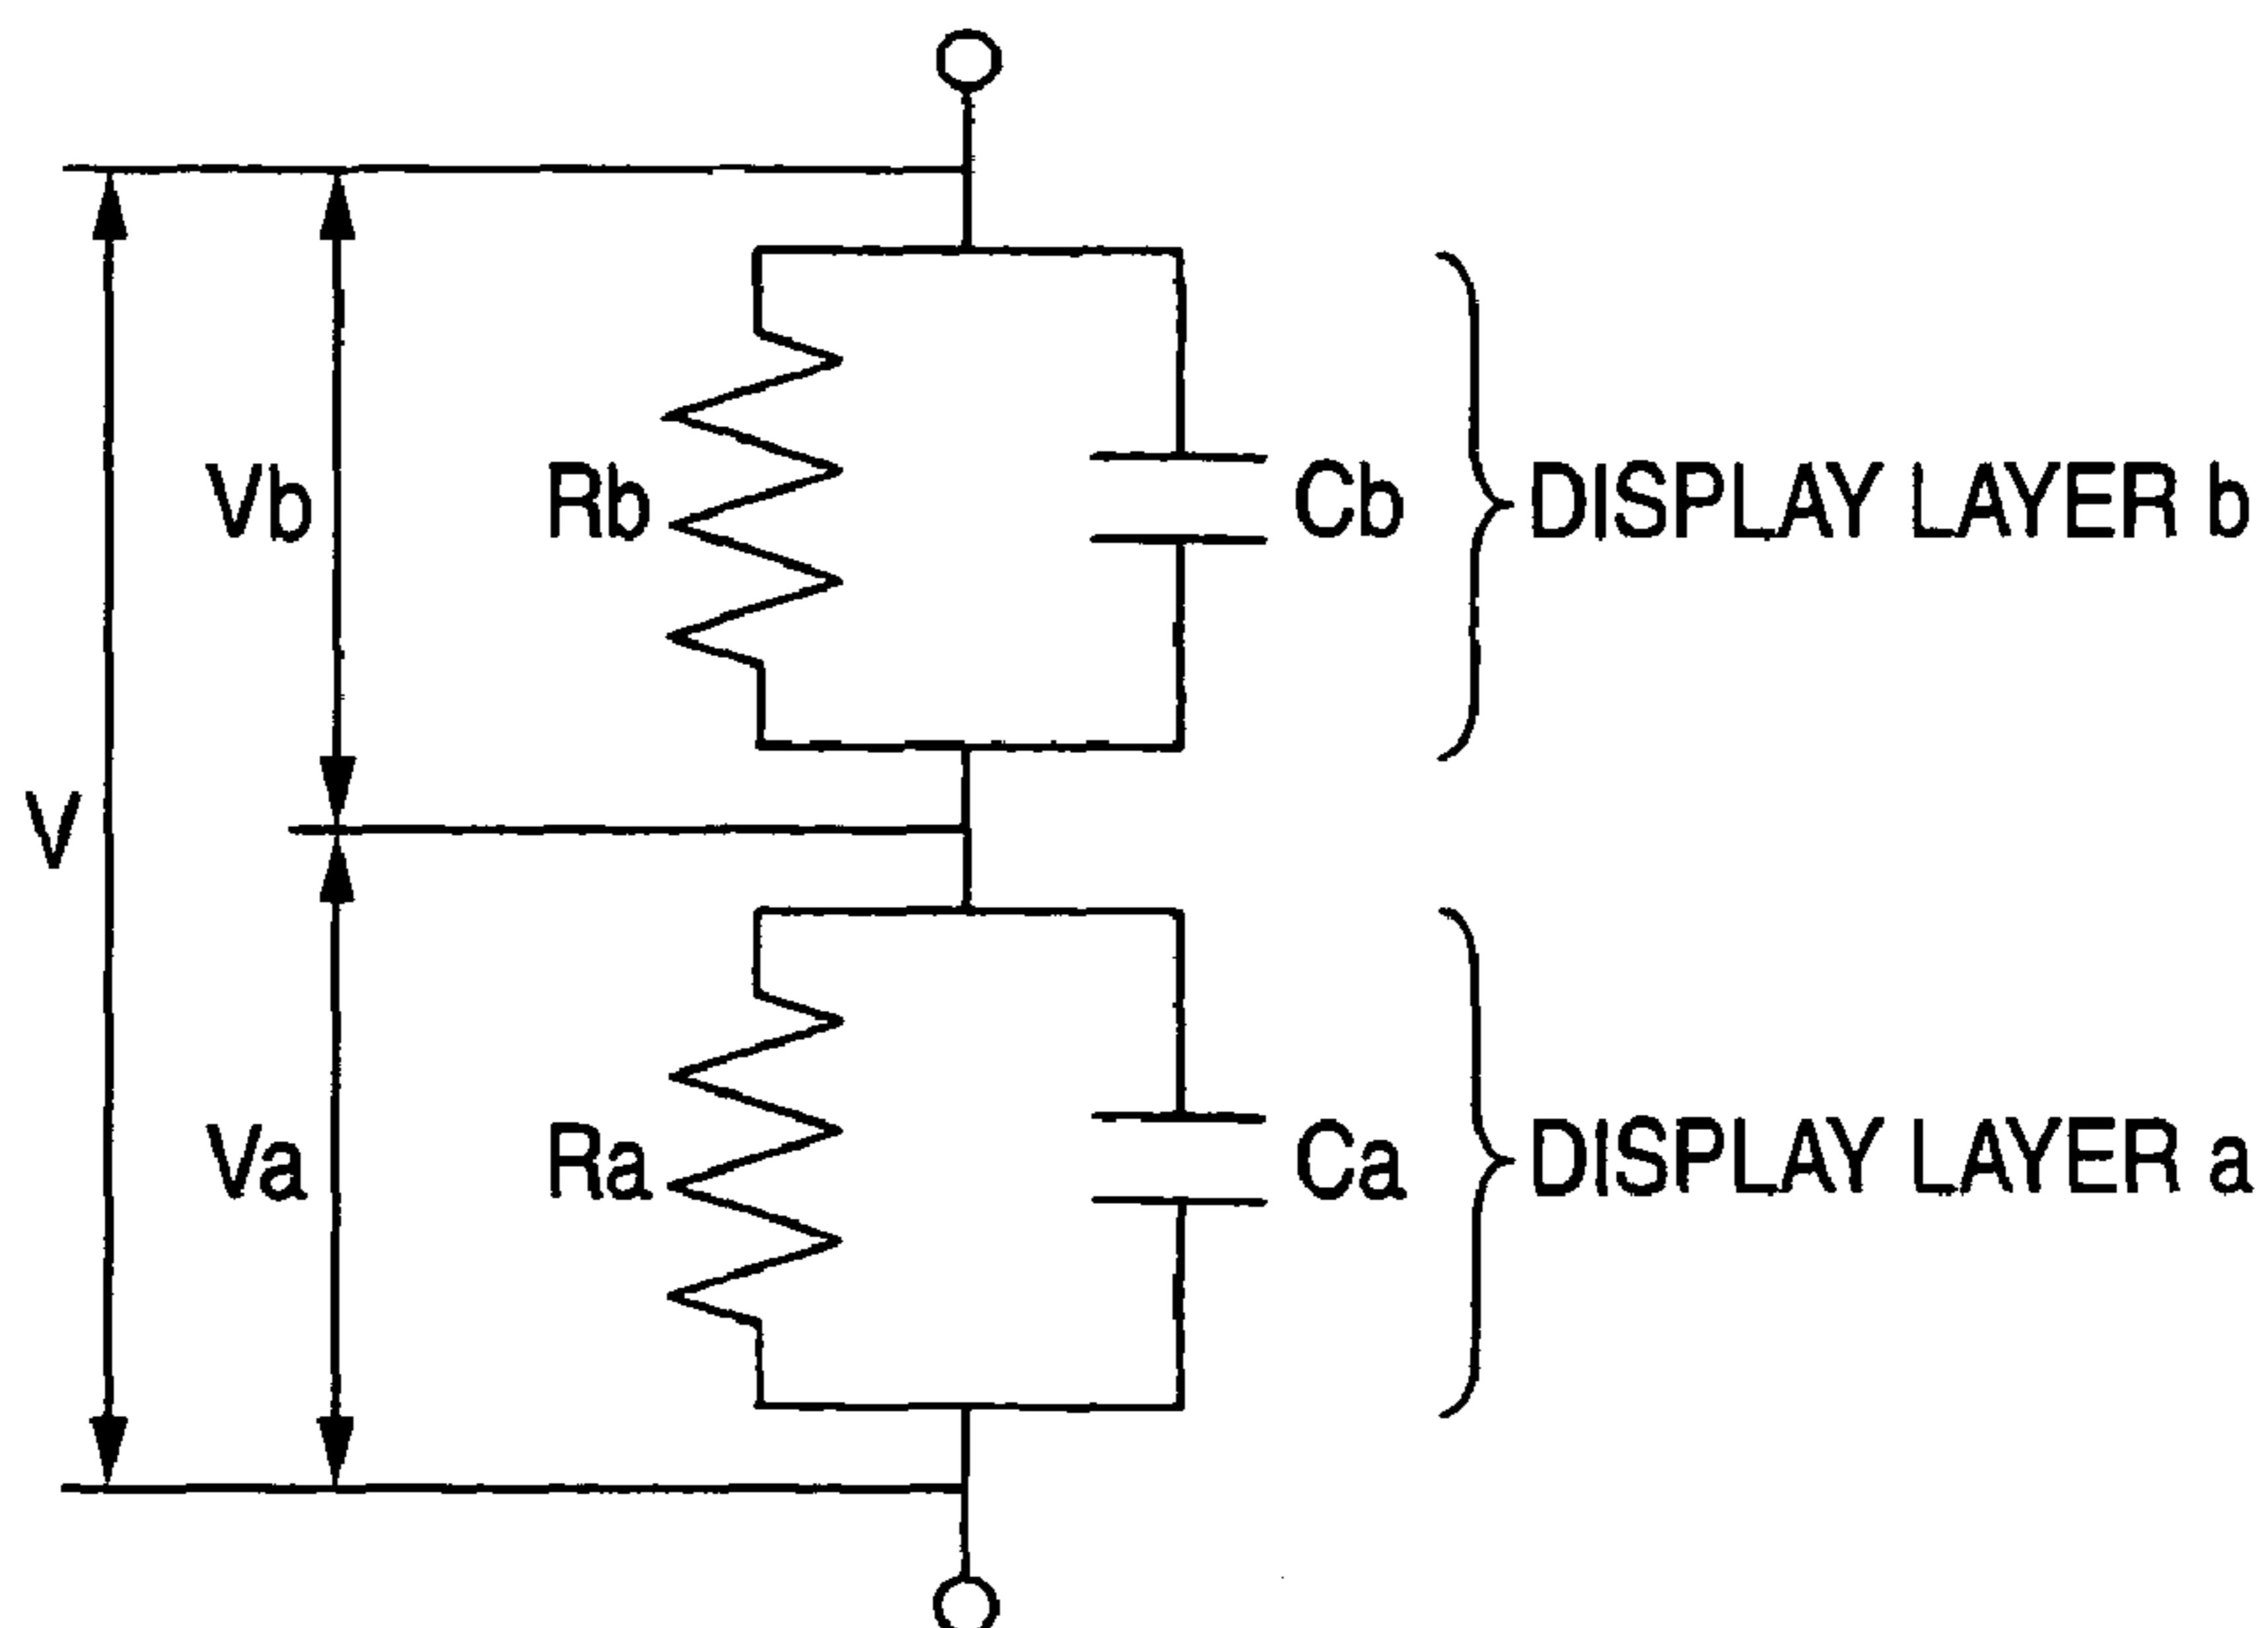 Vb
Rb
Cb
DISPLAY LAYER b
V
Va
Ra
Ca
DISPLAY LAYER a